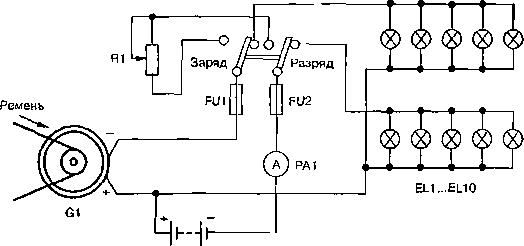 R1
Заряд
Разряд
FU1
FU2
Ремень
–
A
PA1
+
G1
+
–
EL1...EL10